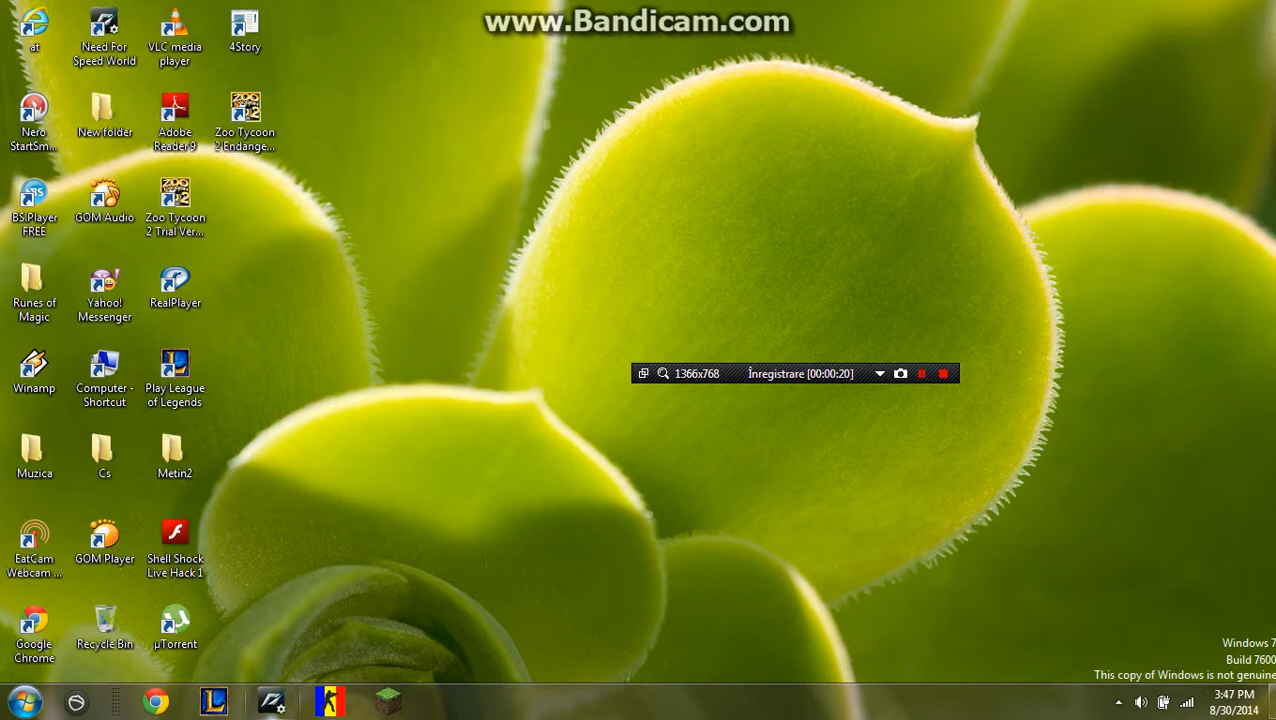 www.Bandicam.com
at
Need For
Speed World
VLC media
player
4Story
Nero
StartSm...
New folder
Adobe
Reader 9
Zoo Tycoon
2 Endange...
BS.Player
FREE
GOM Audio
Zoo Tycoon
2 Trial Ver...
Runes of
Magic
Yahoo!
Messenger
RealPlayer
1366x768 Înregistrare [00:00:20]
Winamp
Computer -
Shortcut
Play League
of Legends
Muzica
Cs
Metin2
EatCam
Webcam ...
GOM Player
Shell Shock
Live Hack 1
Google
Chrome
Recycle Bin
µTorrent
Windows 7
Build 7600
This copy of Windows is not genuine
3:47 PM
8/30/2014